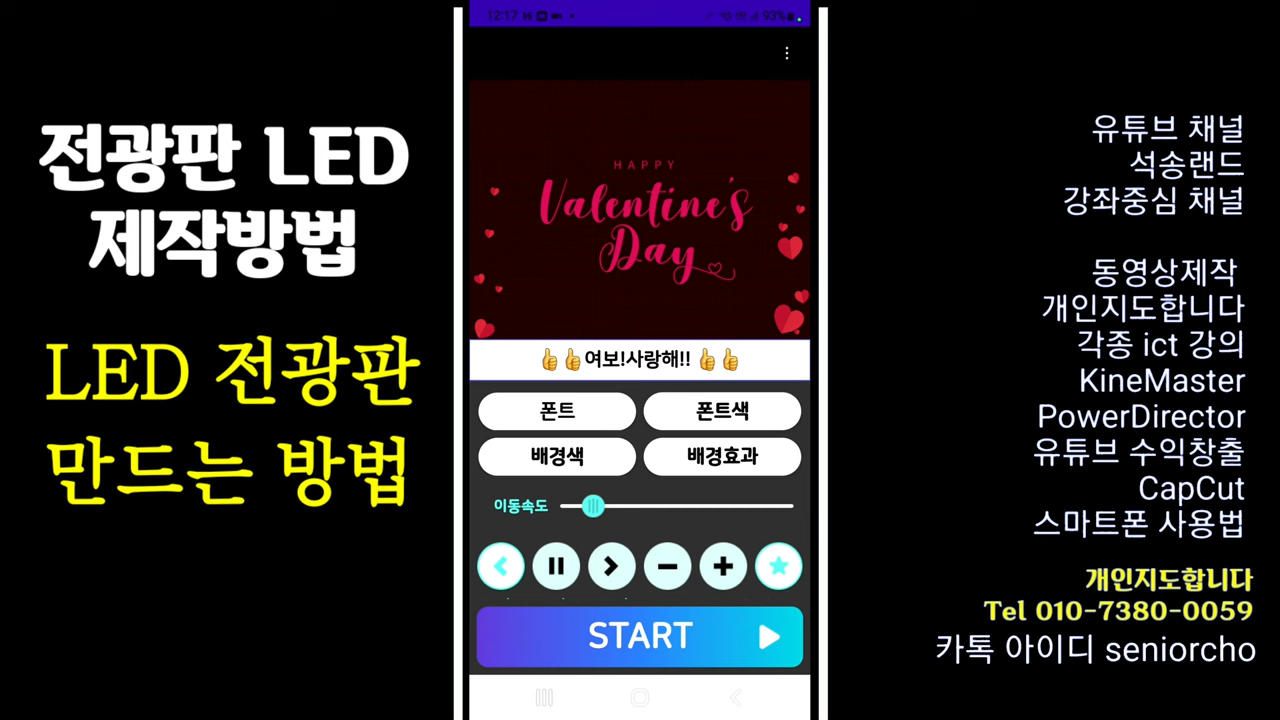 전광판 LED
제작방법
LED 전광판
만드는 방법
12:17
93%
HAPPY
Valentine's
Day
👍👍여보!사랑해!! 👍👍
폰트
폰트색
배경색
배경효과
이동속도
START
유튜브 채널
석송랜드
강좌중심 채널
동영상제작
개인지도합니다
각종 ict 강의
KineMaster
PowerDirector
유튜브 수익창출
CapCut
스마트폰 사용법
개인지도합니다
Tel 010-7380-0059
카톡 아이디 seniorcho